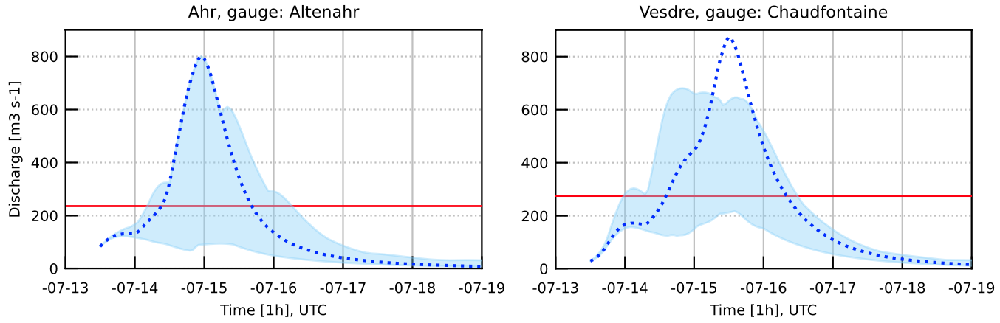 Ahr, gauge: Altenahr
Discharge [m3 s-1]
800
600
400
200
0
-07-13 -07-14 -07-15 -07-16 -07-17 -07-18 -07-19
Time [1h], UTC
Vesdre, gauge: Chaudfontaine
800
600
400
200
0
-07-13 -07-14 -07-15 -07-16 -07-17 -07-18 -07-19
Time [1h], UTC